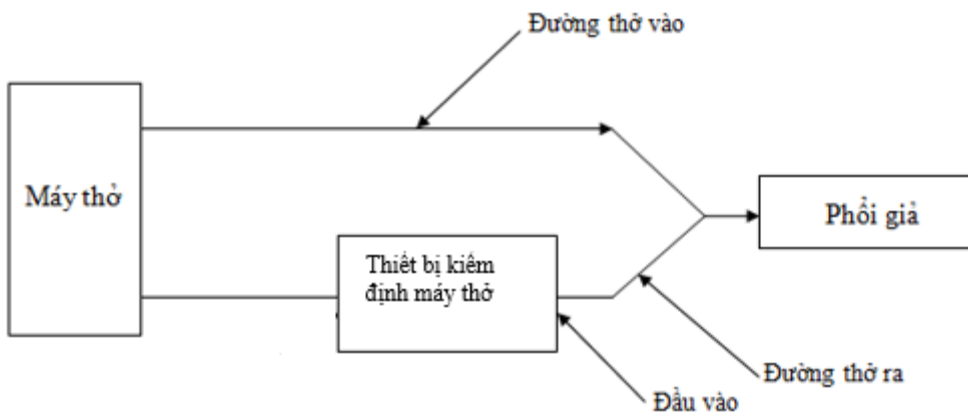 Đường thở vào
Máy thở
Phổi giả
Thiết bị kiểm
định máy thở
Đường thở ra
Đầu vào